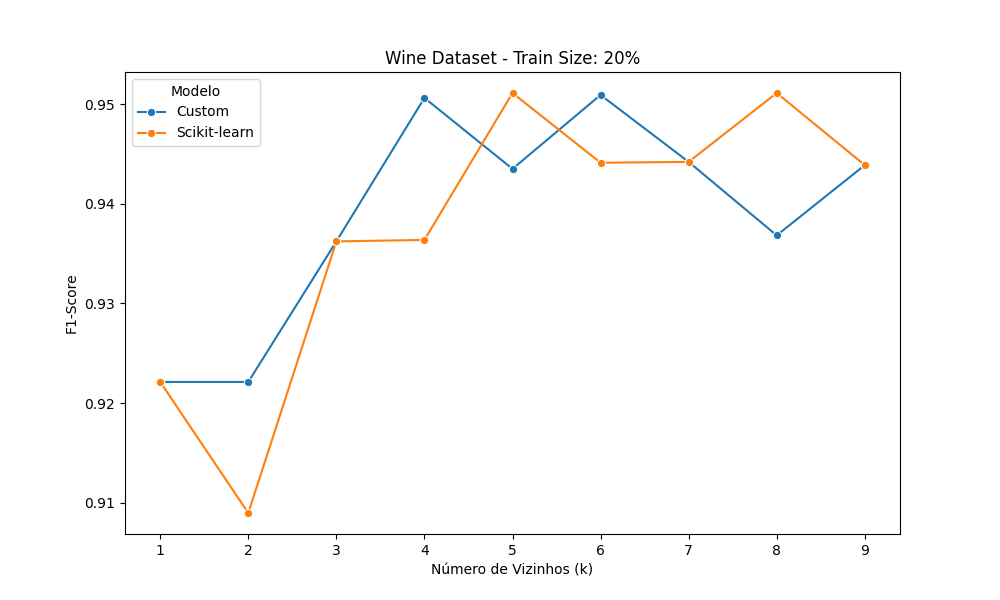 Wine Dataset - Train Size: 20%
Modelo
Custom
Scikit-learn
0.95
0.94
0.93
0.92
0.91
F1-Score
1 2 3 4 5 6 7 8 9
Número de Vizinhos (k)